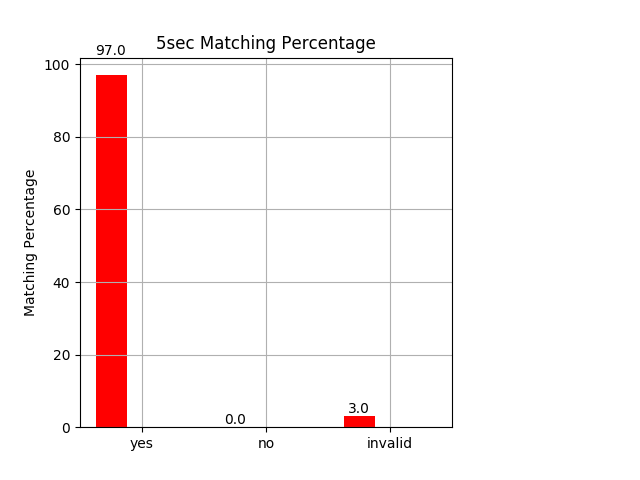 5sec Matching Percentage
97.0
100
80
60
40
20
0
Matching Percentage
0.0
3.0
yes
no
invalid